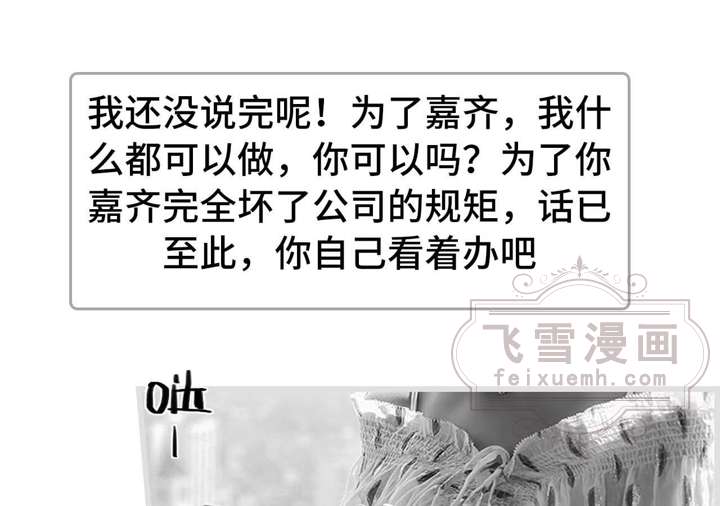 我还没说完呢！为了嘉齐，我什
么都可以做，你可以吗？为了你
嘉齐完全坏了公司的规矩，话已
至此，你自己看着办吧
飞雪漫画
feixuemh.com